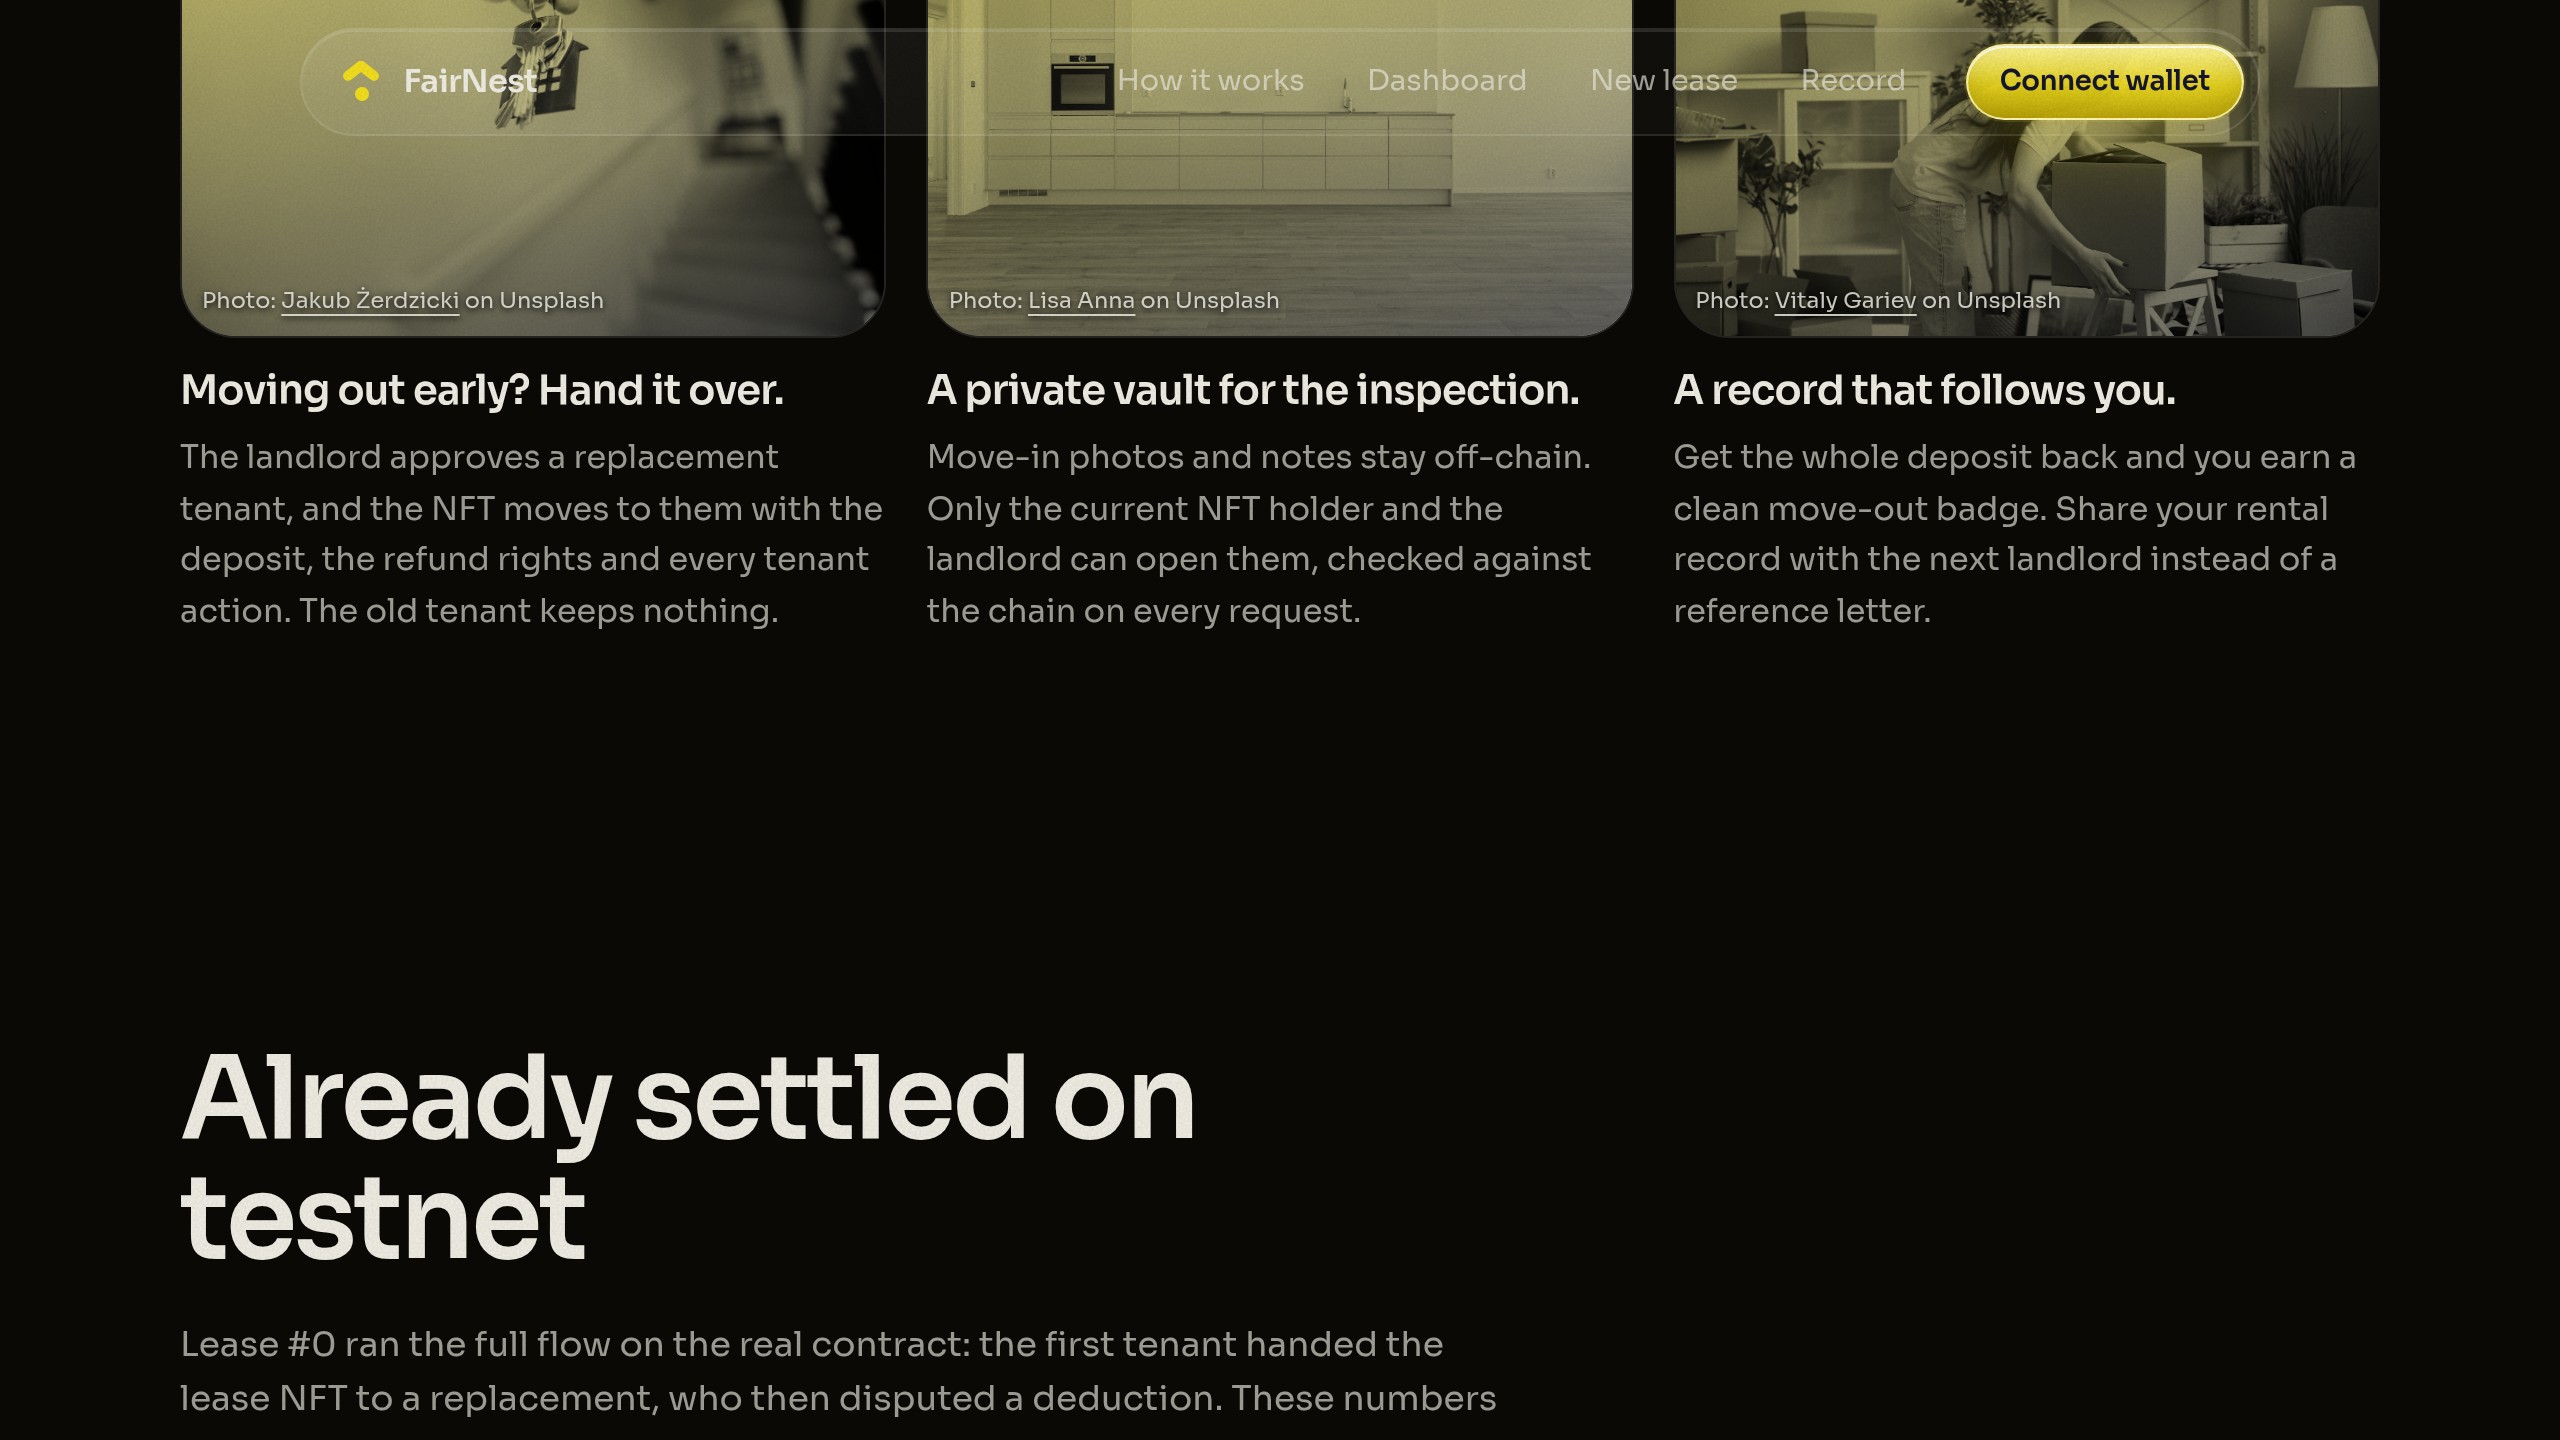 FairNest
How it works
Dashboard
New lease
Record
Connect wallet
Photo: Jakub Żerdzicki on Unsplash
Photo: Lisa Anna on Unsplash
Photo: Vitaly Gariev on Unsplash
Moving out early? Hand it over.
The landlord approves a replacement
tenant, and the NFT moves to them with the
deposit, the refund rights and every tenant
action. The old tenant keeps nothing.
A private vault for the inspection.
Move-in photos and notes stay off-chain.
Only the current NFT holder and the
landlord can open them, checked against
the chain on every request.
A record that follows you.
Get the whole deposit back and you earn a
clean move-out badge. Share your rental
record with the next landlord instead of a
reference letter.
Already settled on
testnet
Lease #0 ran the full flow on the real contract: the first tenant handed the
lease NFT to a replacement, who then disputed a deduction. These numbers